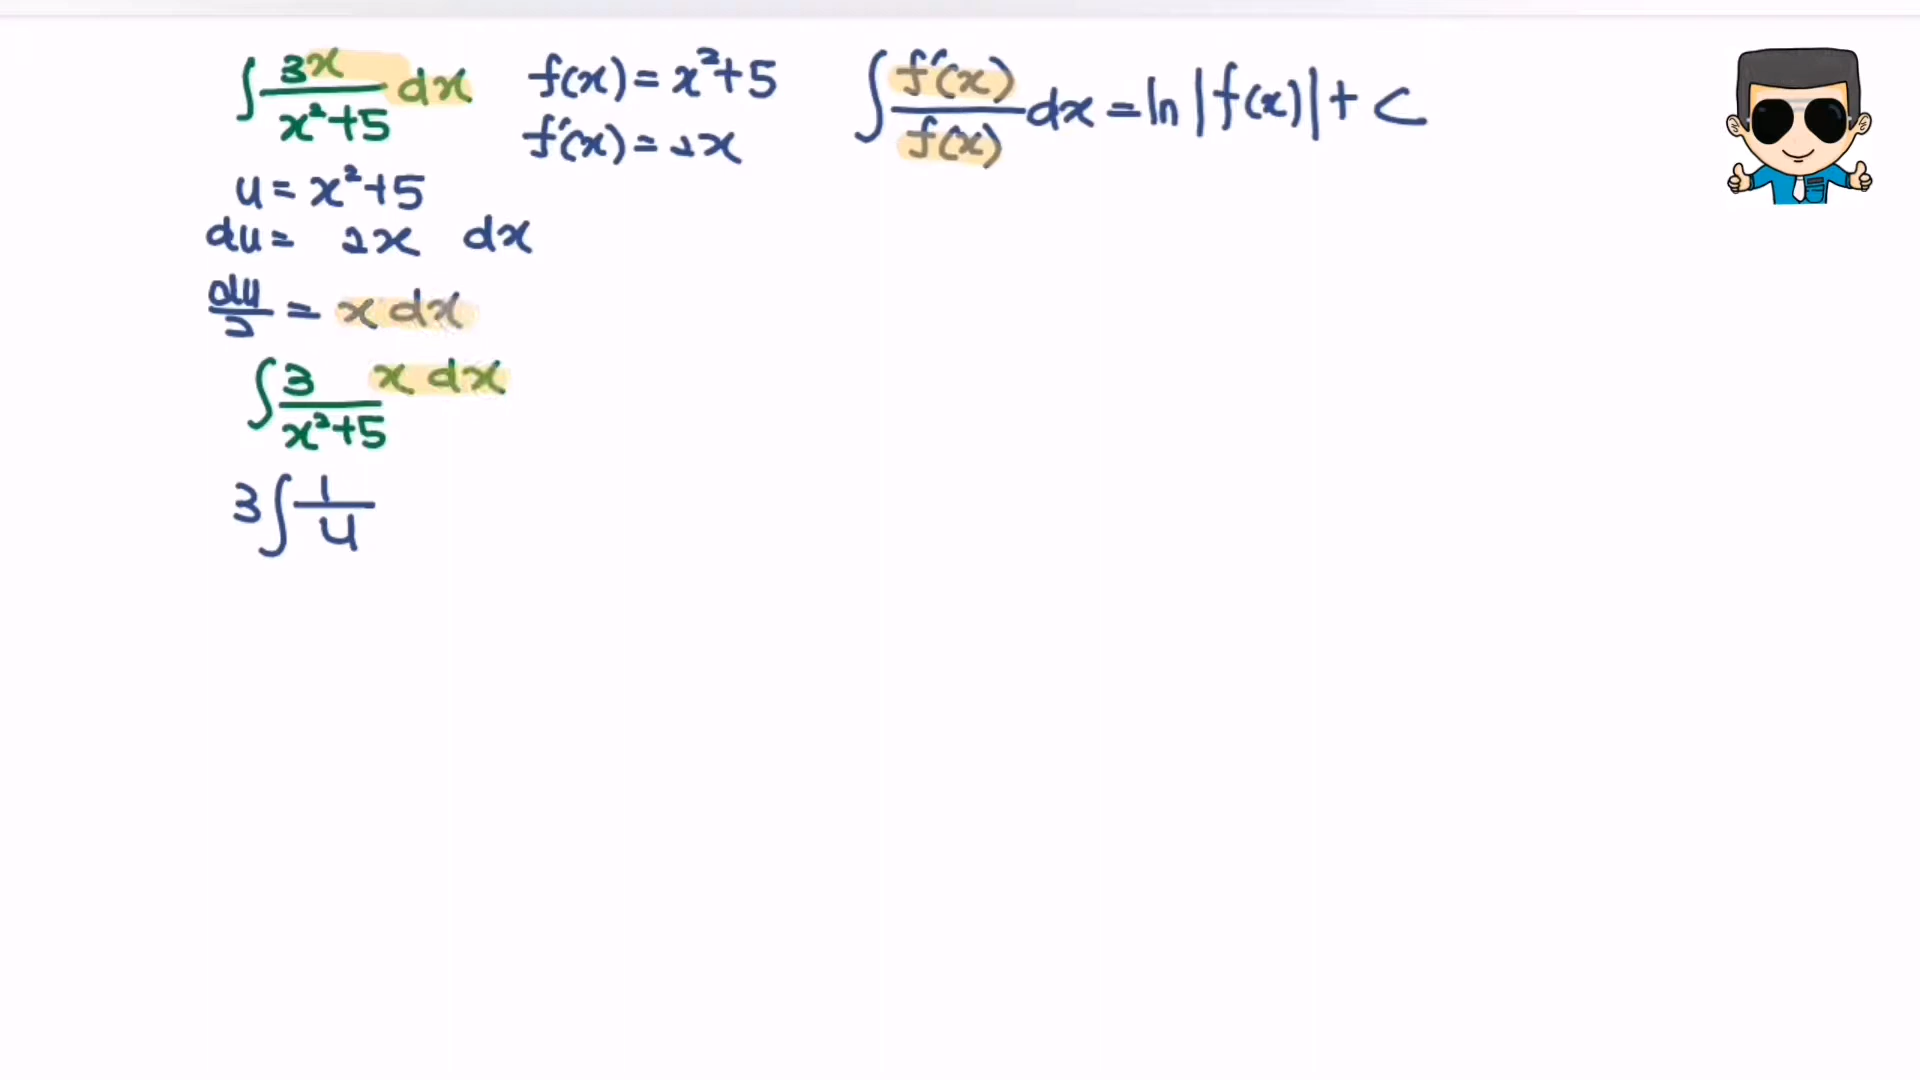 ∫ 3x/(x²+5) dx
f(x) = x²+5
f'(x) = 2x
∫ f'(x)/f(x) dx = ln |f(x)| + c
u = x²+5
du = 2x dx
du/2 = x dx
∫ 3/(x²+5) x dx
3 ∫ 1/u